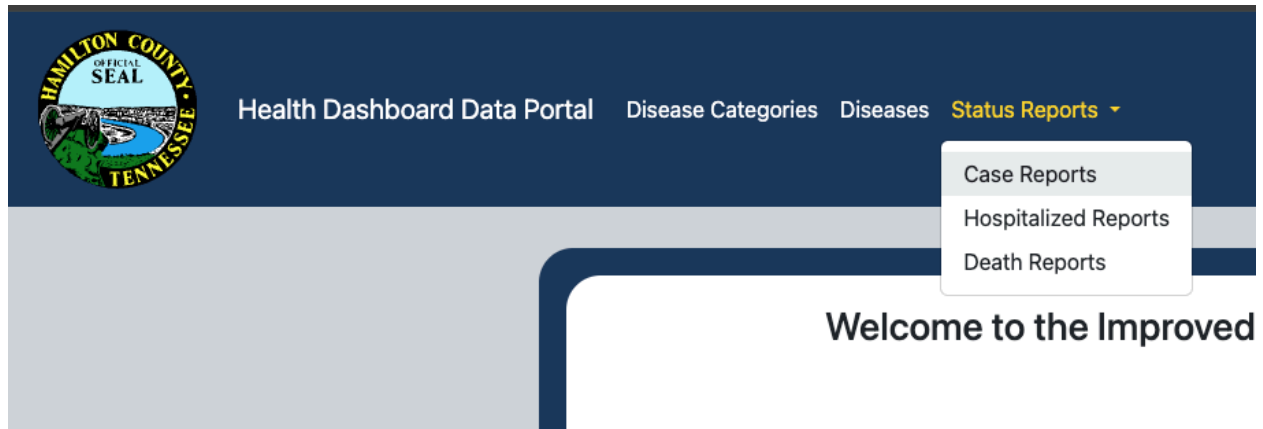 HAMILTON COUNTY
OFFICIAL
SEAL
TENNESSEE
Health Dashboard Data Portal Disease Categories Diseases Status Reports
Case Reports
Hospitalized Reports
Death Reports
Welcome to the Improved